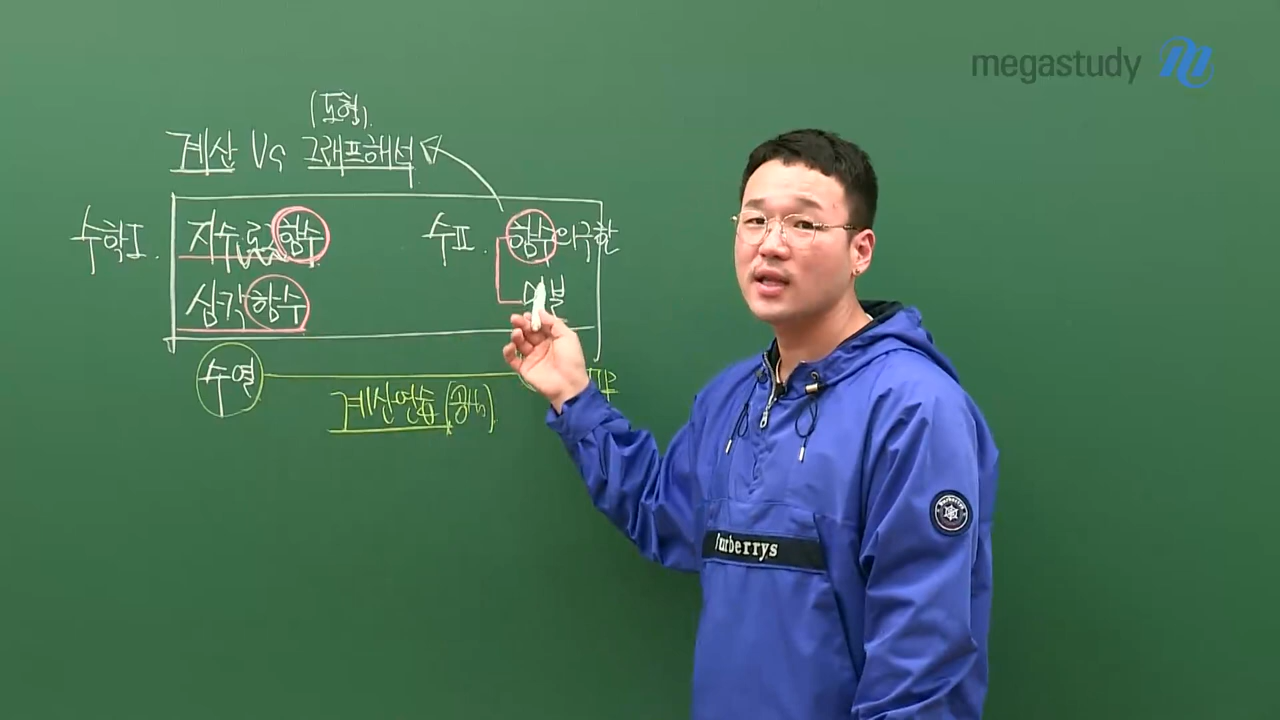 megastudy
(도형).
계산 Vs 그래프해석
수학I. 지수로그함수 수II. 함수의극한
삼각함수 미분
수열
계산연습
Burberrys